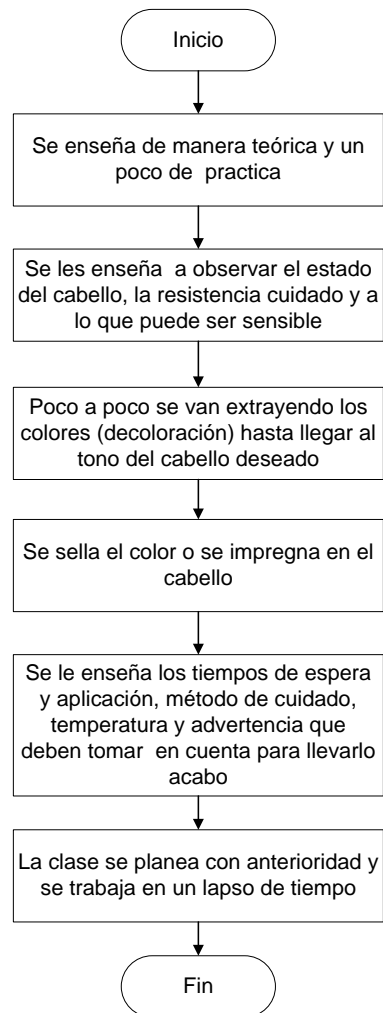 Inicio
Se enseña de manera teórica y un
poco de practica
Se les enseña a observar el estado
del cabello, la resistencia cuidado y a
lo que puede ser sensible
Poco a poco se van extrayendo los
colores (decoloración) hasta llegar al
tono del cabello deseado
Se sella el color o se impregna en el
cabello
Se le enseña los tiempos de espera
y aplicación, método de cuidado,
temperatura y advertencia que
deben tomar en cuenta para llevarlo
acabo
La clase se planea con anterioridad y
se trabaja en un lapso de tiempo
Fin